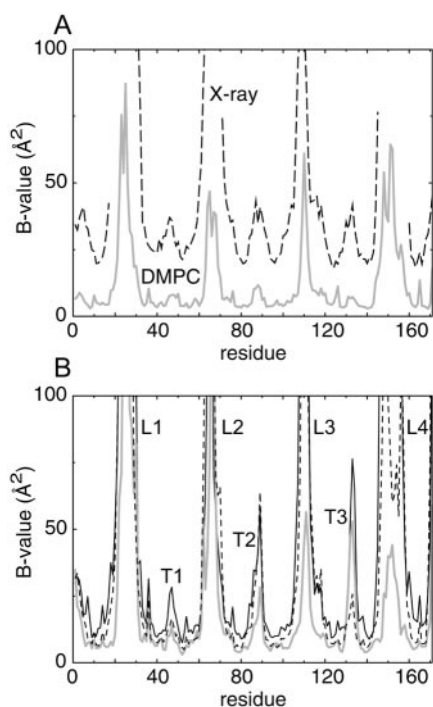 A
100
X-ray
B-value (Å²)
50
DMPC
0
0 40 80 120 160
residue
B
100
L1 L2 L3 L4
B-value (Å²)
50
T1 T2 T3
0
0 40 80 120 160
residue